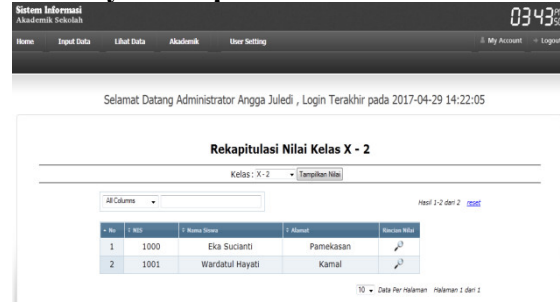 Sistem Informasi
Akademik Sekolah
03:43
Home Input Data Lihat Data Akademik User Setting My Account Logout
Selamat Datang Administrator Angga Juledi , Login Terakhir pada 2017-04-29 14:22:05
Rekapitulasi Nilai Kelas X - 2
Kelas : X-2 Tampilkan Nilai
All Columns Hasil 1-2 dari 2 reset
No NIS Nama Siswa Alamat Rincian Nilai
1 1000 Eka Sucianti Pamekasan
2 1001 Wardatul Hayati Kamal
10 Data Per Halaman Halaman 1 dari 1